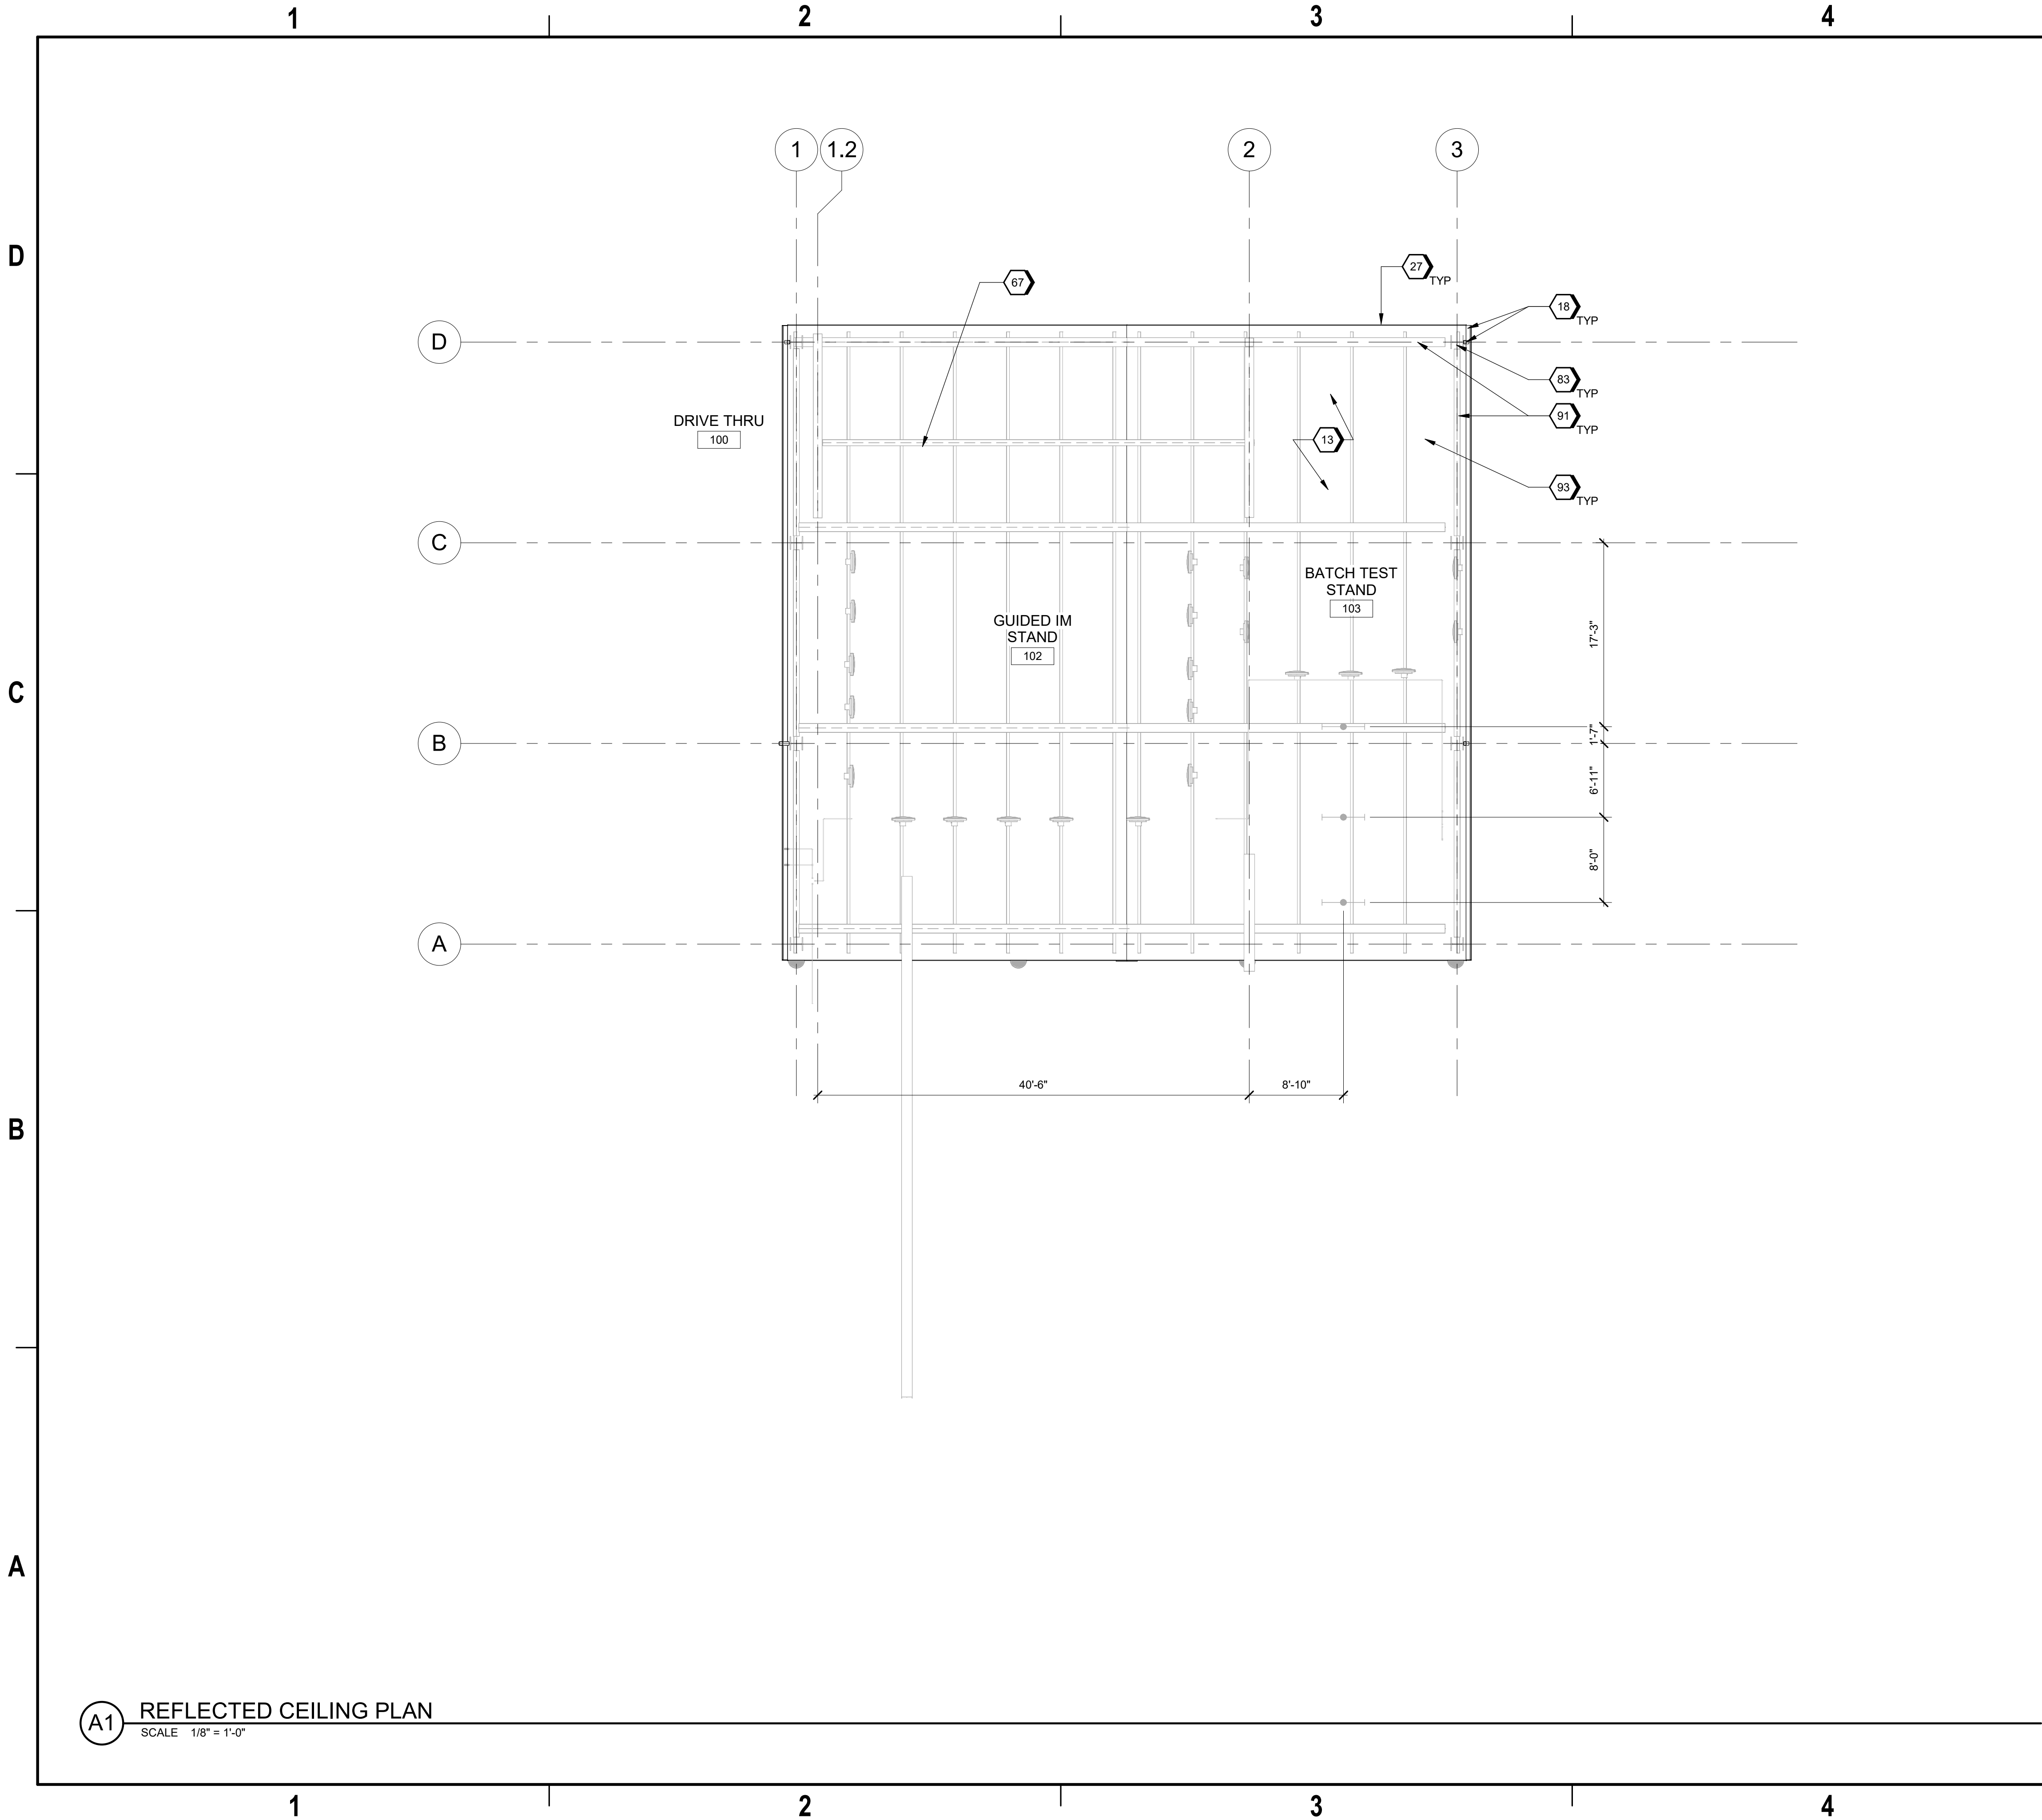 1 2 3 4
1 1.2 2 3
D
67
27
TYP
18
TYP
D
83
TYP
DRIVE THRU
100
91
TYP
13
93
TYP
C
C
BATCH TEST
STAND
103
GUIDED IM
STAND
102
17'-3"
C
1'-7"
B
6'-11"
8'-0"
A
40'-6"
8'-10"
B
A
A1
REFLECTED CEILING PLAN
SCALE 1/8" = 1'-0"
1 2 3 4